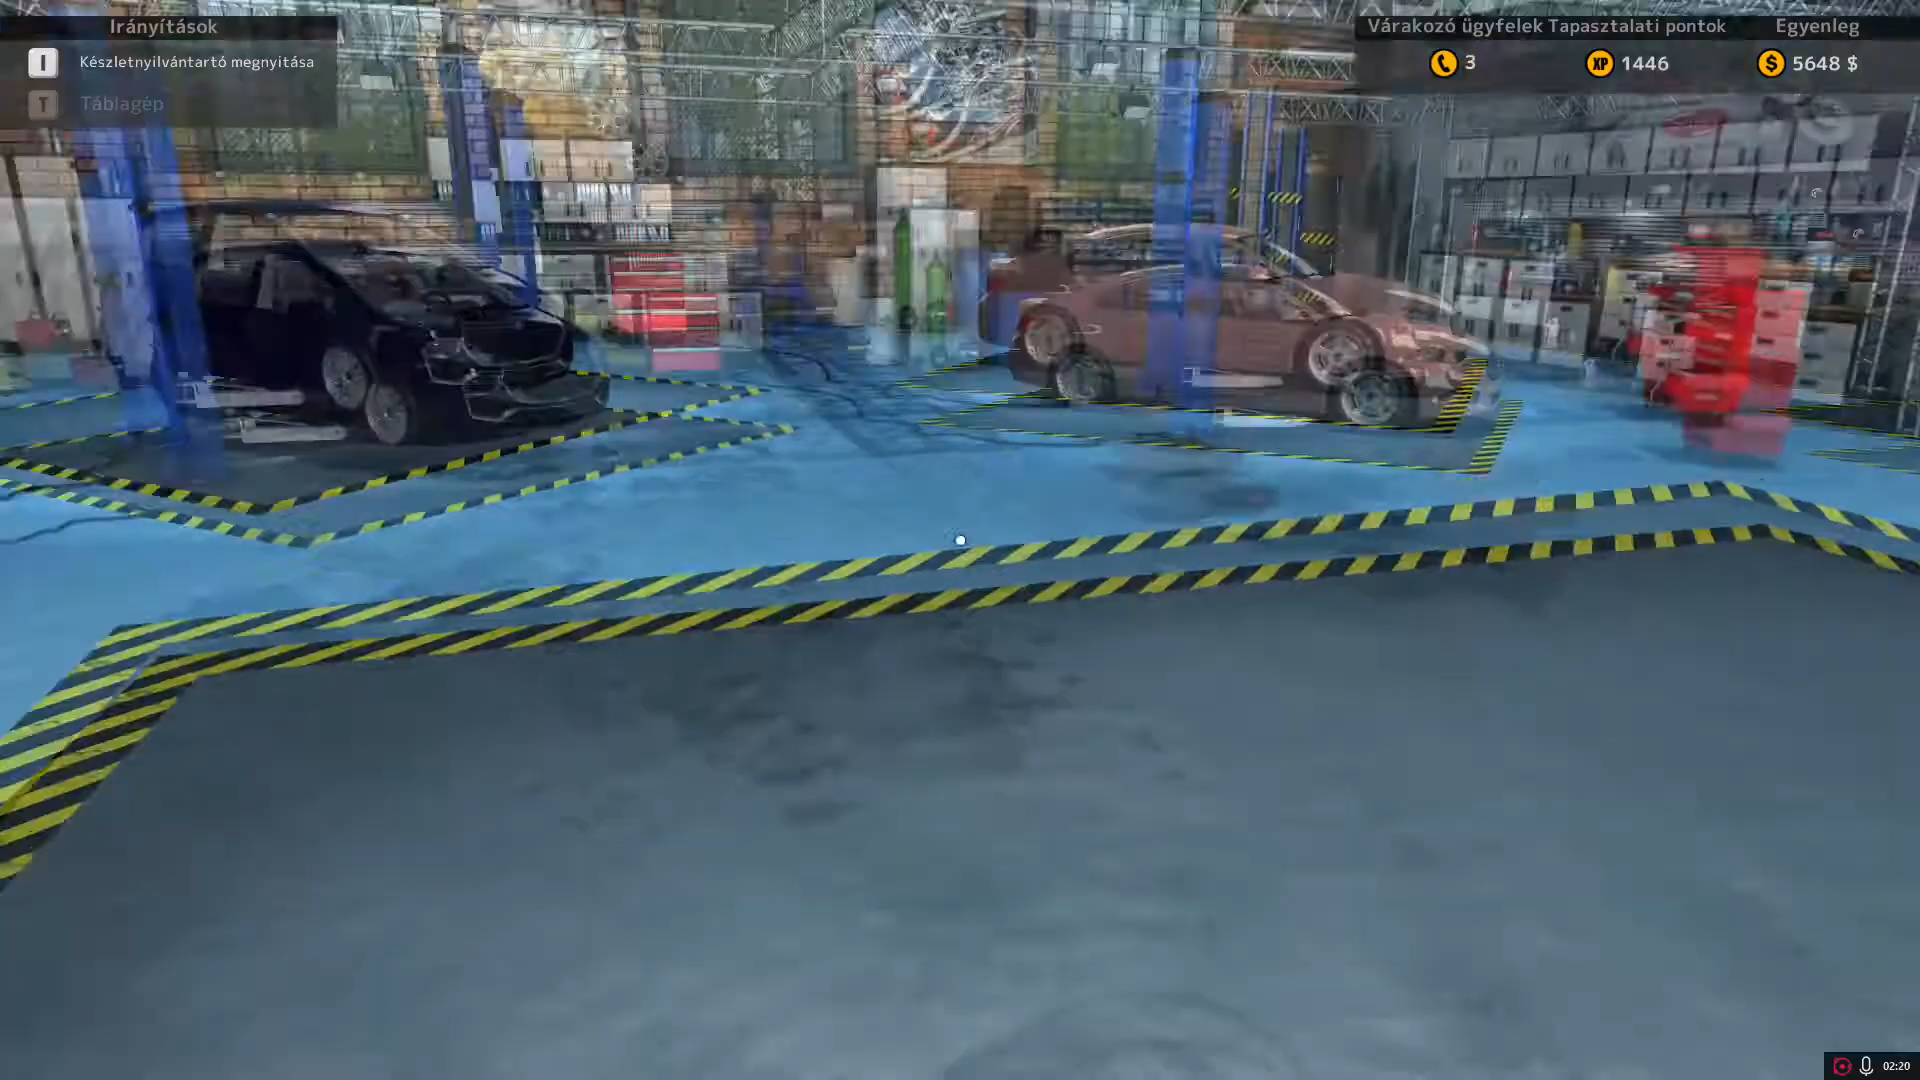 Irányítások
I Készletnyilvántartó megnyitása
T Táblagép
Várakozó ügyfelek Tapasztalati pontok Egyenleg
3 XP 1446 $ 5648 $
02:20